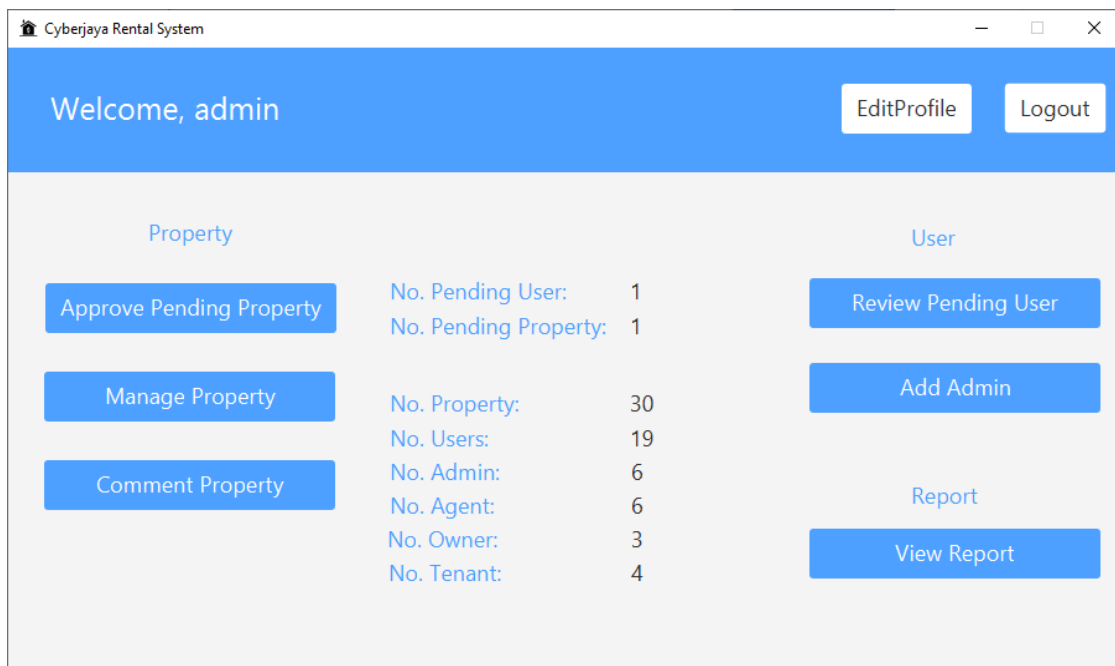 Cyberjaya Rental System
Welcome, admin
EditProfile
Logout
Property
Approve Pending Property
Manage Property
Comment Property
No. Pending User: 1
No. Pending Property: 1
No. Property: 30
No. Users: 19
No. Admin: 6
No. Agent: 6
No. Owner: 3
No. Tenant: 4
User
Review Pending User
Add Admin
Report
View Report